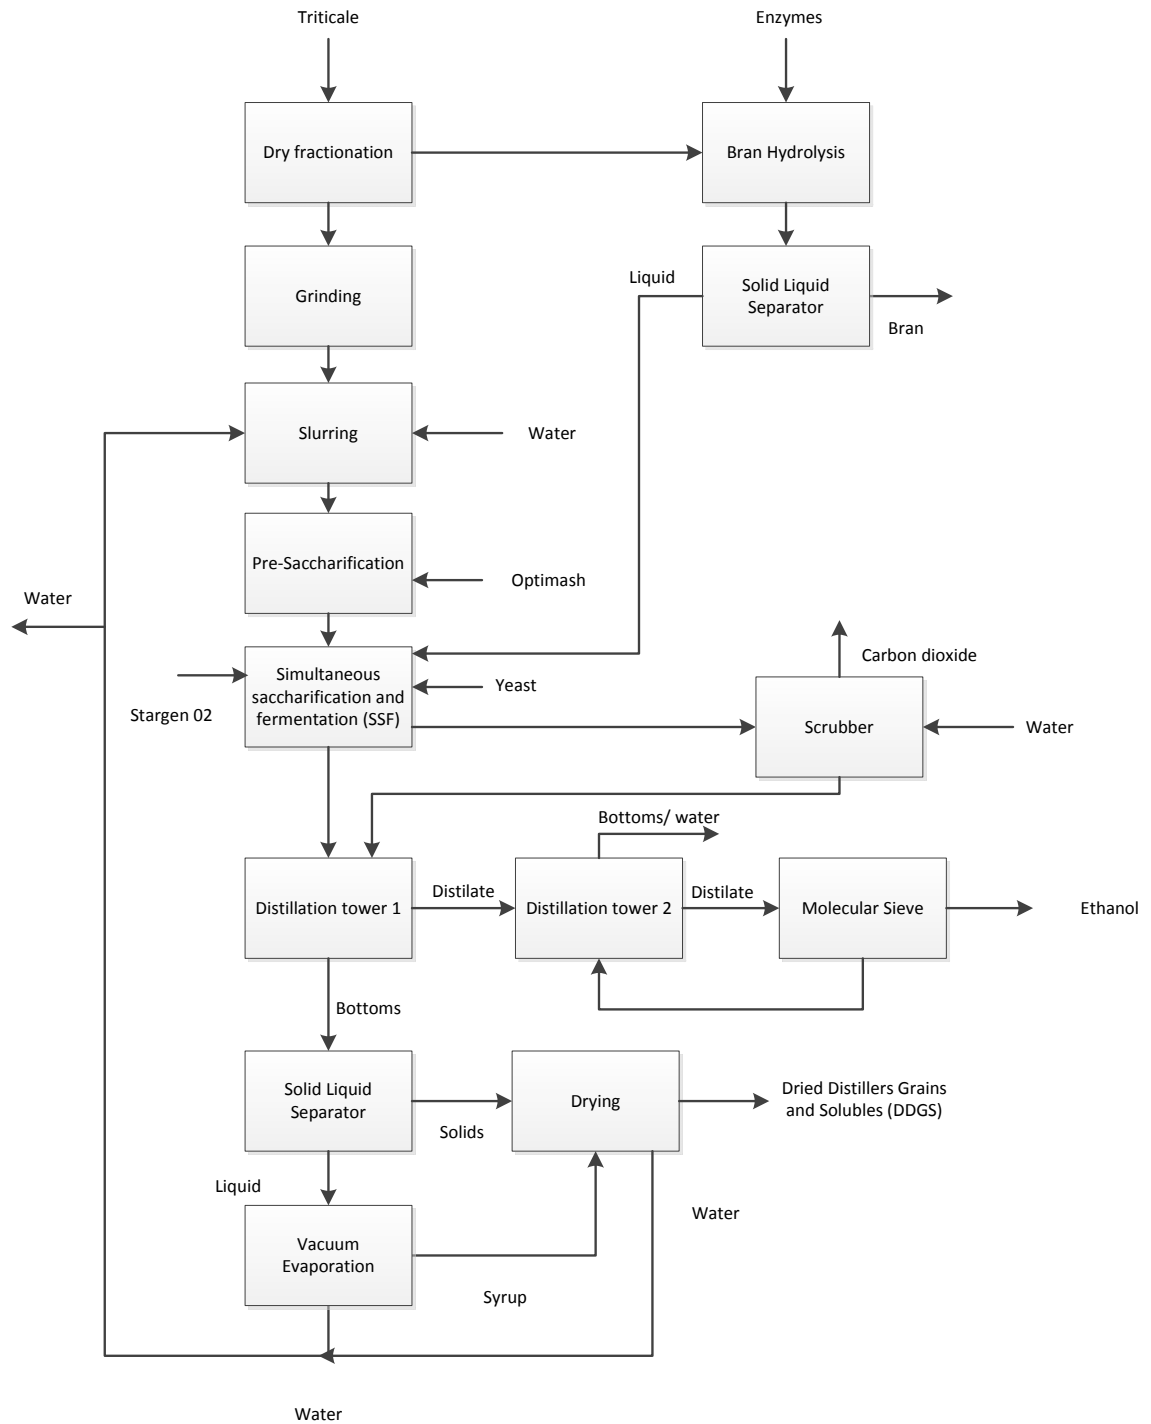 Triticale
Enzymes
Dry fractionation
Bran Hydrolysis
Grinding
Liquid
Solid Liquid
Separator
Bran
Slurring
Water
Pre-Saccharification
Optimash
Water
Simultaneous
saccharification and
fermentation (SSF)
Yeast
Stargen 02
Carbon dioxide
Scrubber
Water
Bottoms/ water
Distillation tower 1
Distilate
Distillation tower 2
Distilate
Molecular Sieve
Ethanol
Bottoms
Solid Liquid
Separator
Solids
Drying
Dried Distillers Grains
and Solubles (DDGS)
Liquid
Water
Vacuum
Evaporation
Syrup
Water